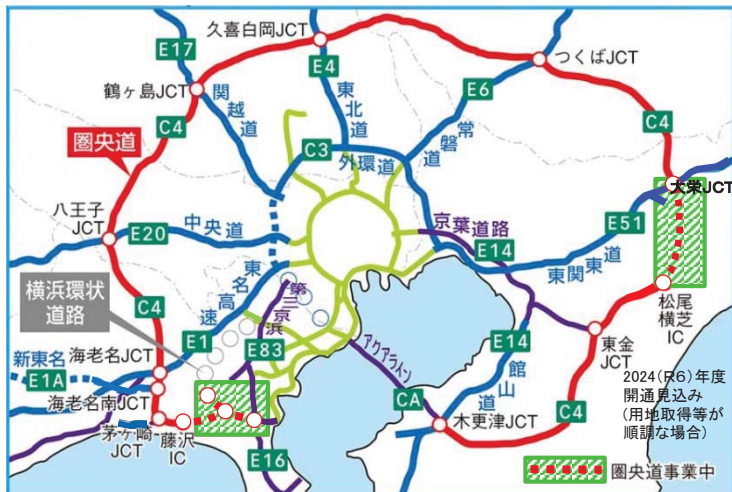 久喜白岡JCT
E17
E4
つくばJCT
鶴ヶ島JCT
関越道
東北道
E6
常磐道
C4
C4
圏央道
C3
外環道
大栄JCT
八王子
JCT
E20
中央道
京葉道路
E14
E51
東関東道
横浜環状
道路
東名高速
第三京浜
C4
松尾
横芝
IC
新東名
海老名JCT
E1
E83
アクアライン
E14
館山道
東金
JCT
E1A
海老名南JCT
CA
2024(R6)年度
開通見込み
(用地取得等が
順調な場合)
茅ヶ崎
JCT
藤沢
IC
木更津JCT
C4
E16
圏央道事業中